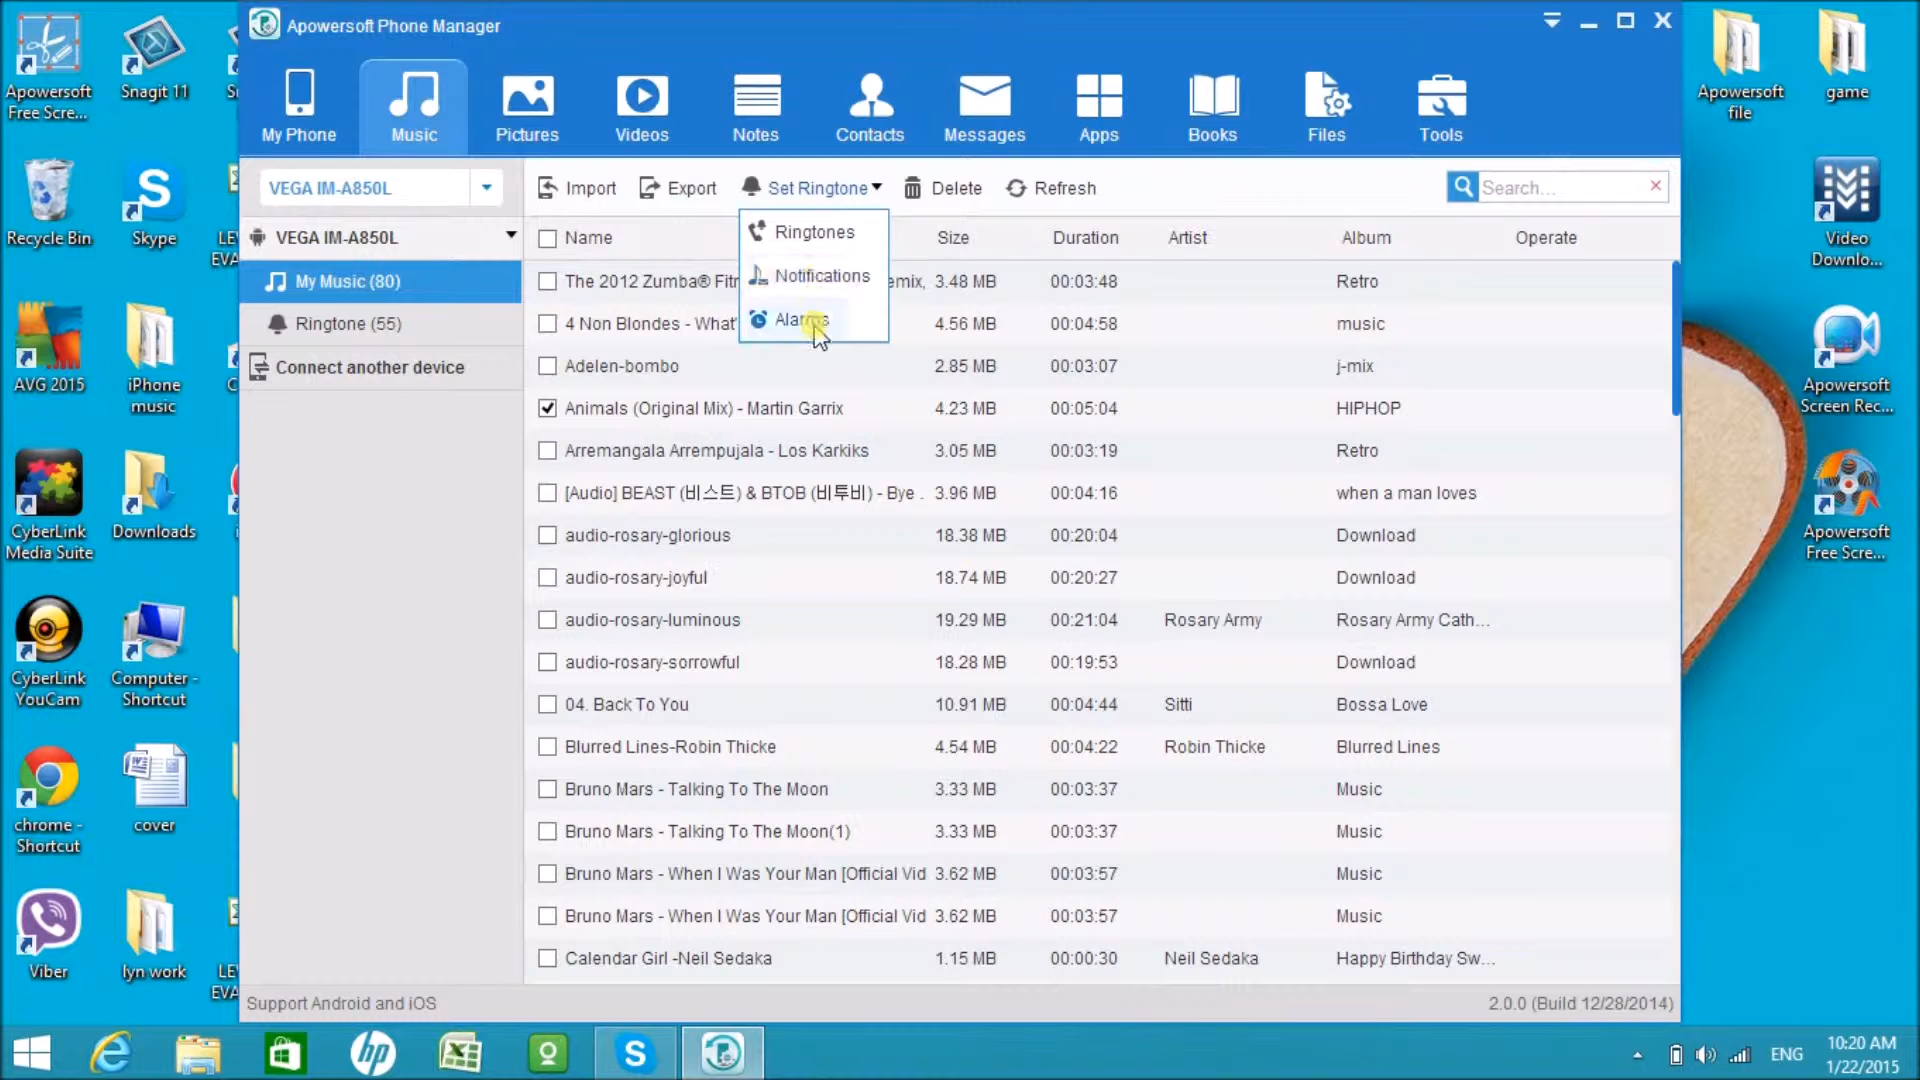 Apowersoft Phone Manager
My Phone
Music
Pictures
Videos
Notes
Contacts
Messages
Apps
Books
Files
Tools
VEGA IM-A850L
Import
Export
Set Ringtone
Delete
Refresh
Search...
VEGA IM-A850L
My Music (80)
Ringtone (55)
Connect another device
Ringtones
Notifications
Alarms
Name Size Duration Artist Album Operate
The 2012 Zumba® Fitr emix, 3.48 MB 00:03:48 Retro
4 Non Blondes - What' 4.56 MB 00:04:58 music
Adelen-bombo 2.85 MB 00:03:07 j-mix
Animals (Original Mix) - Martin Garrix 4.23 MB 00:05:04 HIPHOP
Arremangala Arrempujala - Los Karkiks 3.05 MB 00:03:19 Retro
[Audio] BEAST (비스트) & BTOB (비투비) - Bye . 3.96 MB 00:04:16 when a man loves
audio-rosary-glorious 18.38 MB 00:20:04 Download
audio-rosary-joyful 18.74 MB 00:20:27 Download
audio-rosary-luminous 19.29 MB 00:21:04 Rosary Army Rosary Army Cath...
audio-rosary-sorrowful 18.28 MB 00:19:53 Download
04. Back To You 10.91 MB 00:04:44 Sitti Bossa Love
Blurred Lines-Robin Thicke 4.54 MB 00:04:22 Robin Thicke Blurred Lines
Bruno Mars - Talking To The Moon 3.33 MB 00:03:37 Music
Bruno Mars - Talking To The Moon(1) 3.33 MB 00:03:37 Music
Bruno Mars - When I Was Your Man [Official Vid 3.62 MB 00:03:57 Music
Bruno Mars - When I Was Your Man [Official Vid 3.62 MB 00:03:57 Music
Calendar Girl -Neil Sedaka 1.15 MB 00:00:30 Neil Sedaka Happy Birthday Sw...
Support Android and iOS
2.0.0 (Build 12/28/2014)
Apowersoft
Free Scre...
Snagit 11
Recycle Bin
Skype
LE
EVA
AVG 2015
iPhone
music
CyberLink
Media Suite
Downloads
CyberLink
YouCam
Computer -
Shortcut
chrome -
Shortcut
cover
Viber
lyn work
LE
EVA
Apowersoft
file
game
Video
Downlo...
Apowersoft
Screen Rec...
Apowersoft
Free Scre...
hp
ENG
10:20 AM
1/22/2015